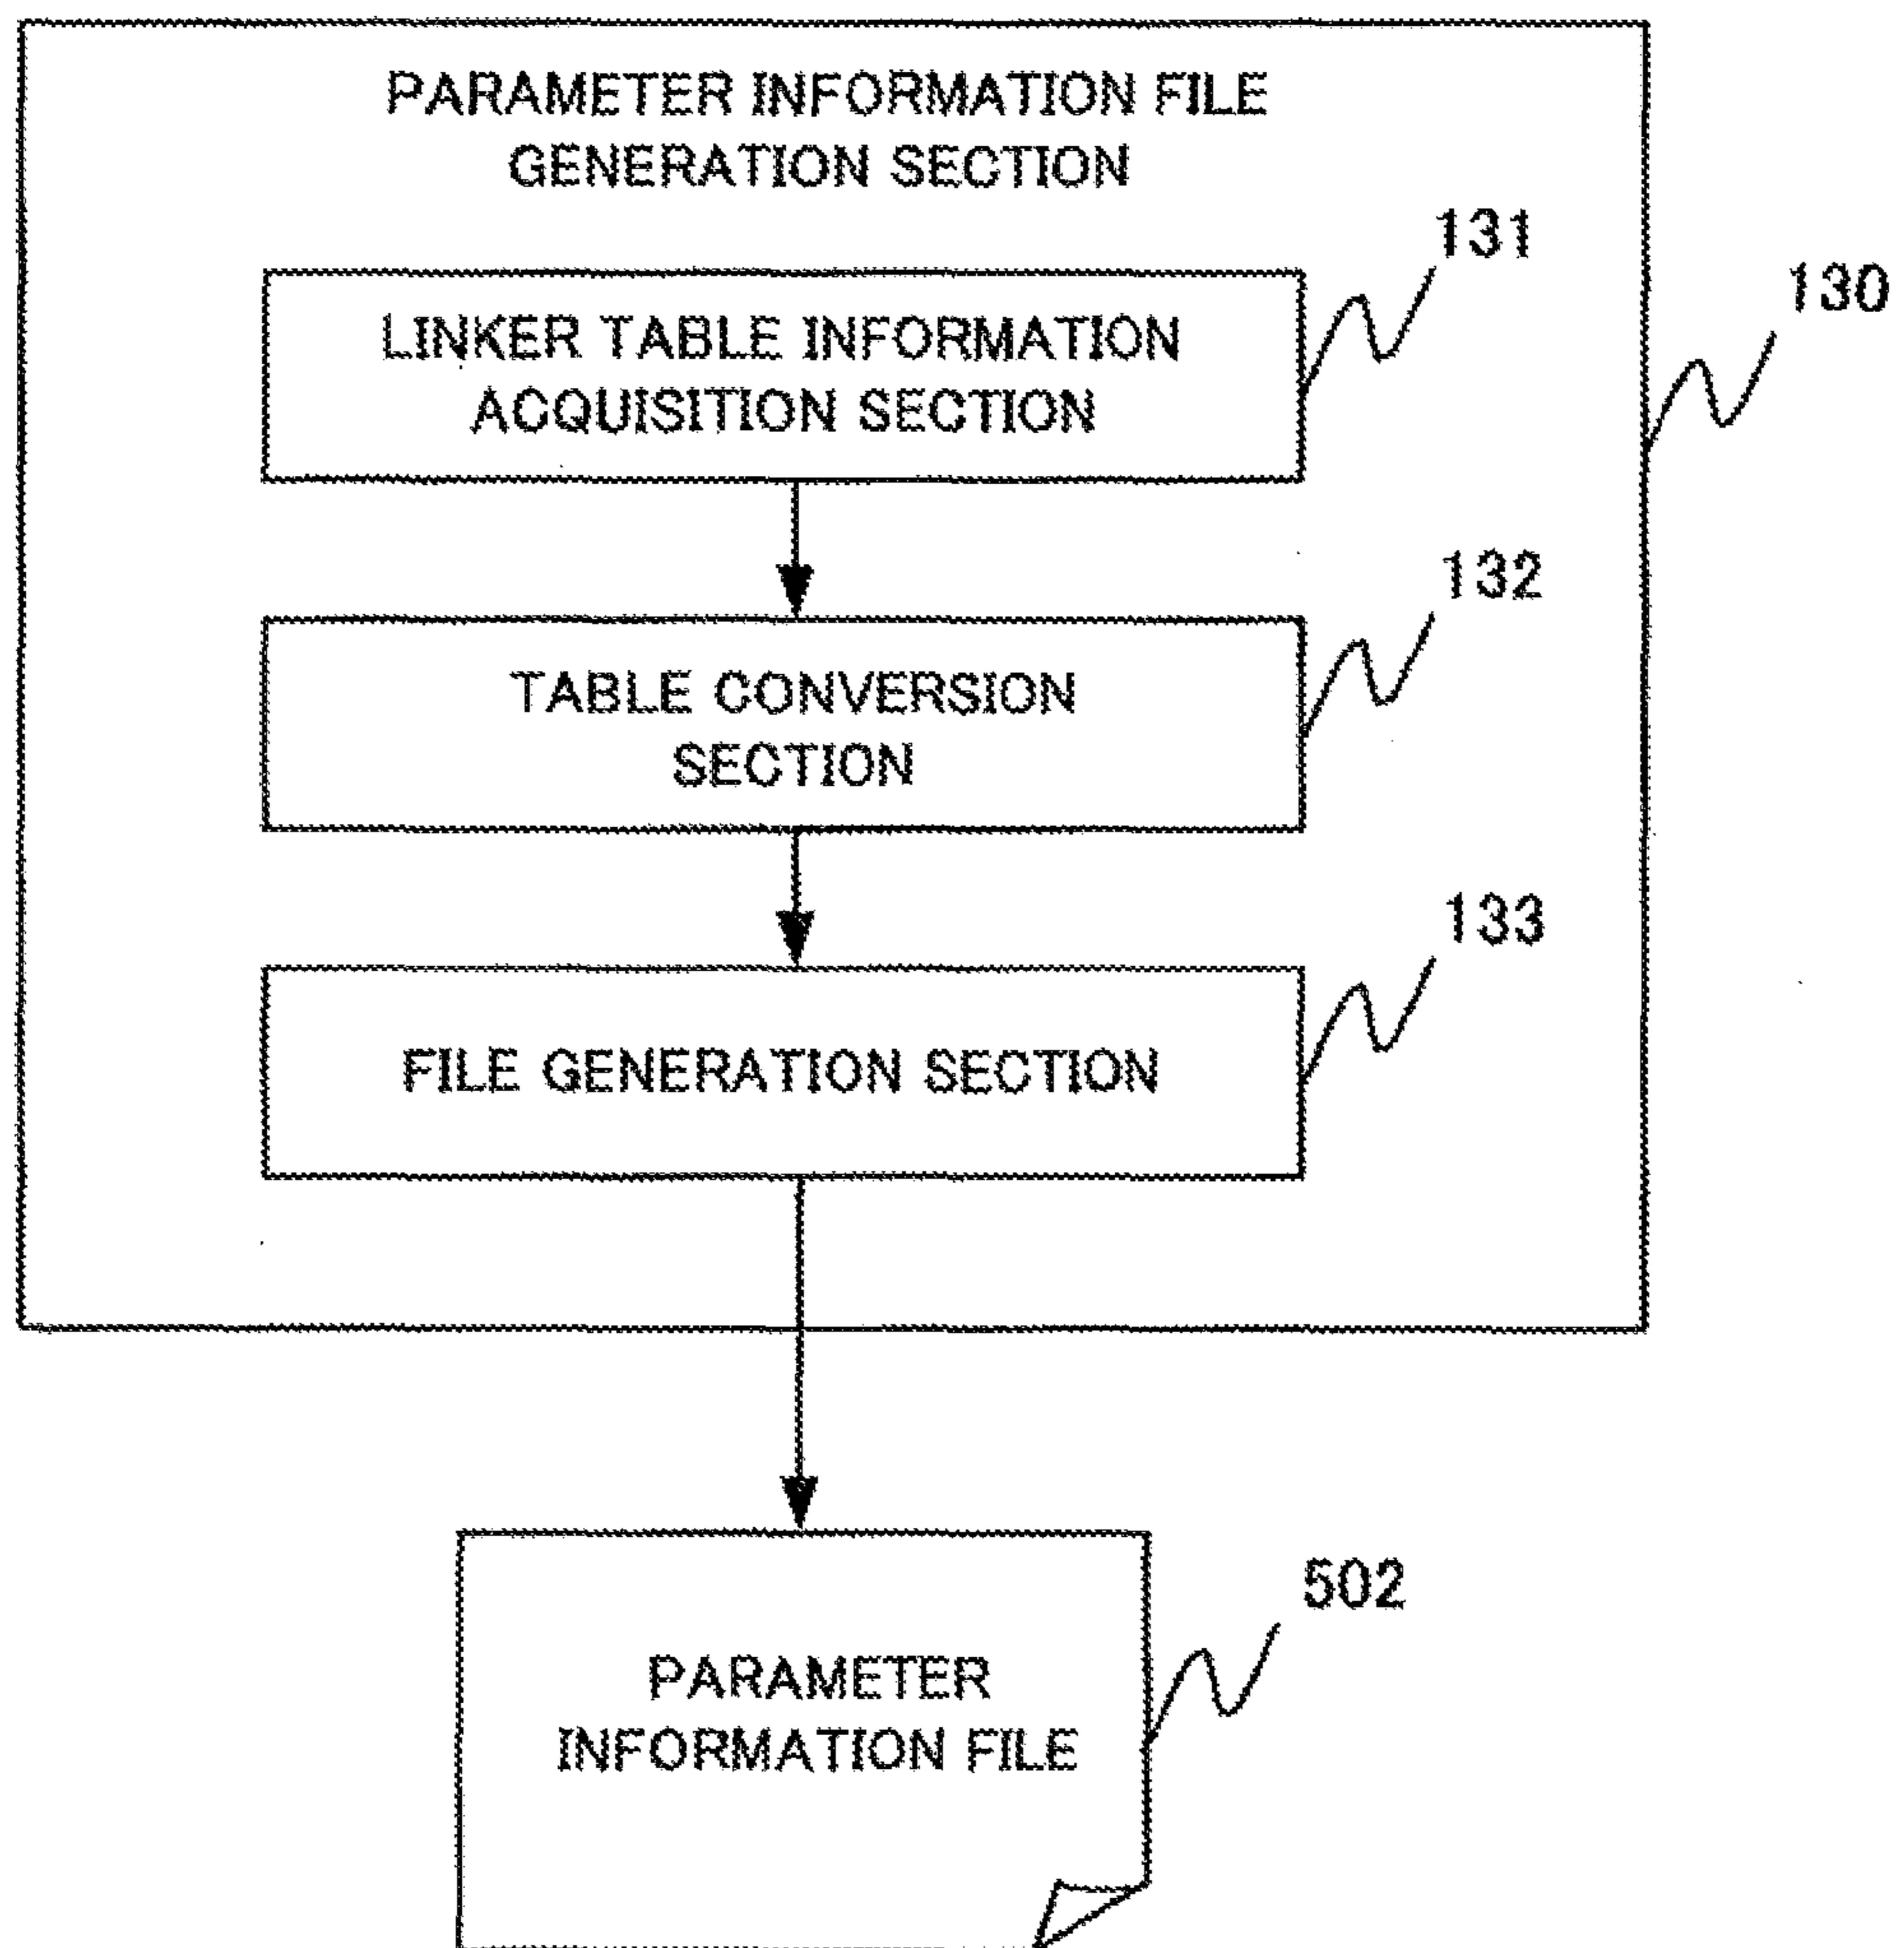 PARAMETER INFORMATION FILE
GENERATION SECTION
131
130
LINKER TABLE INFORMATION
ACQUISITION SECTION
132
TABLE CONVERSION
SECTION
133
FILE GENERATION SECTION
502
PARAMETER
INFORMATION FILE